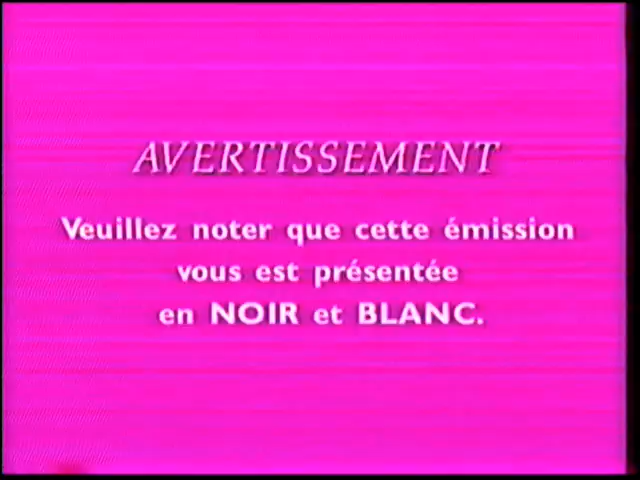 AVERTISSEMENT
Veuillez noter que cette émission
vous est présentée
en NOIR et BLANC.